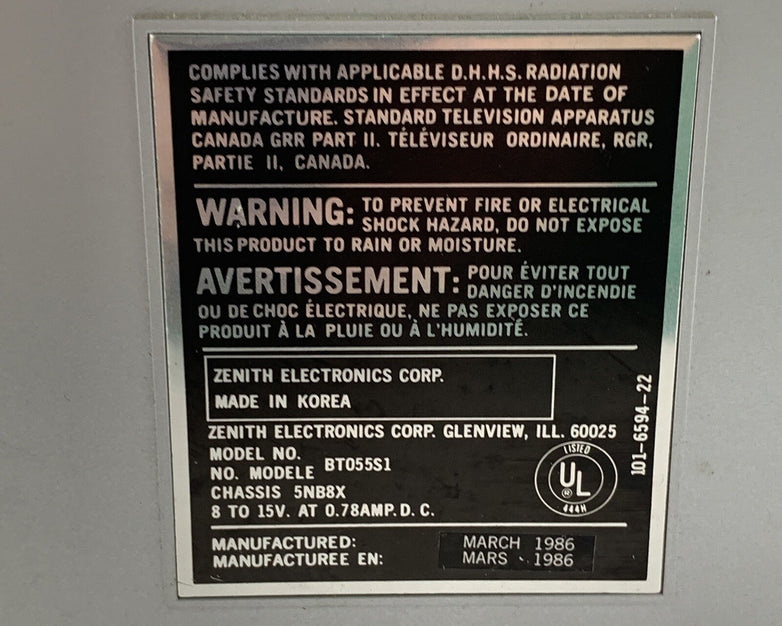 COMPLIES WITH APPLICABLE D.H.H.S. RADIATION
SAFETY STANDARDS IN EFFECT AT THE DATE OF
MANUFACTURE. STANDARD TELEVISION APPARATUS
CANADA GRR PART II. TÉLÉVISEUR ORDINAIRE, RGR,
PARTIE II, CANADA.
WARNING: TO PREVENT FIRE OR ELECTRICAL
SHOCK HAZARD, DO NOT EXPOSE
THIS PRODUCT TO RAIN OR MOISTURE.
AVERTISSEMENT: POUR ÉVITER TOUT
DANGER D'INCENDIE
OU DE CHOC ÉLECTRIQUE, NE PAS EXPOSER CE
PRODUIT À LA PLUIE OU À L'HUMIDITÉ.
ZENITH ELECTRONICS CORP.
MADE IN KOREA
ZENITH ELECTRONICS CORP. GLENVIEW, ILL. 60025
MODEL NO.
NO. MODELE BT055S1
CHASSIS 5NB8X
8 TO 15V. AT 0.78AMP. D. C.
LISTED
UL
®
444H
101-6594-22
MANUFACTURED: MARCH 1986
MANUFACTUREE EN: MARS 1986